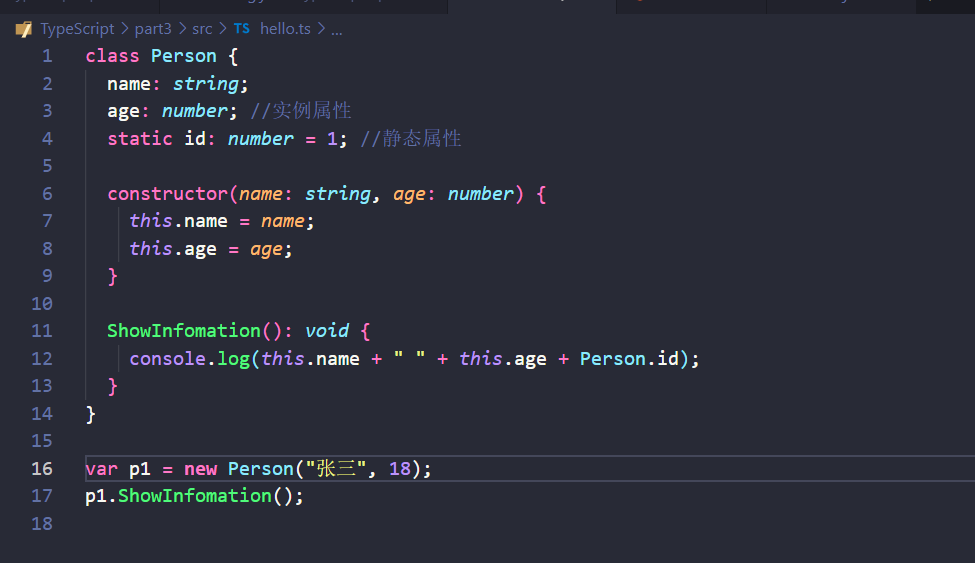 TypeScript > part3 > src > TS hello.ts > ...
1 class Person {
2 name: string;
3 age: number; //实例属性
4 static id: number = 1; //静态属性
5
6 constructor(name: string, age: number) {
7 this.name = name;
8 this.age = age;
9 }
10
11 ShowInfomation(): void {
12 console.log(this.name + " " + this.age + Person.id);
13 }
14 }
15
16 var p1 = new Person("张三", 18);
17 p1.ShowInfomation();
18